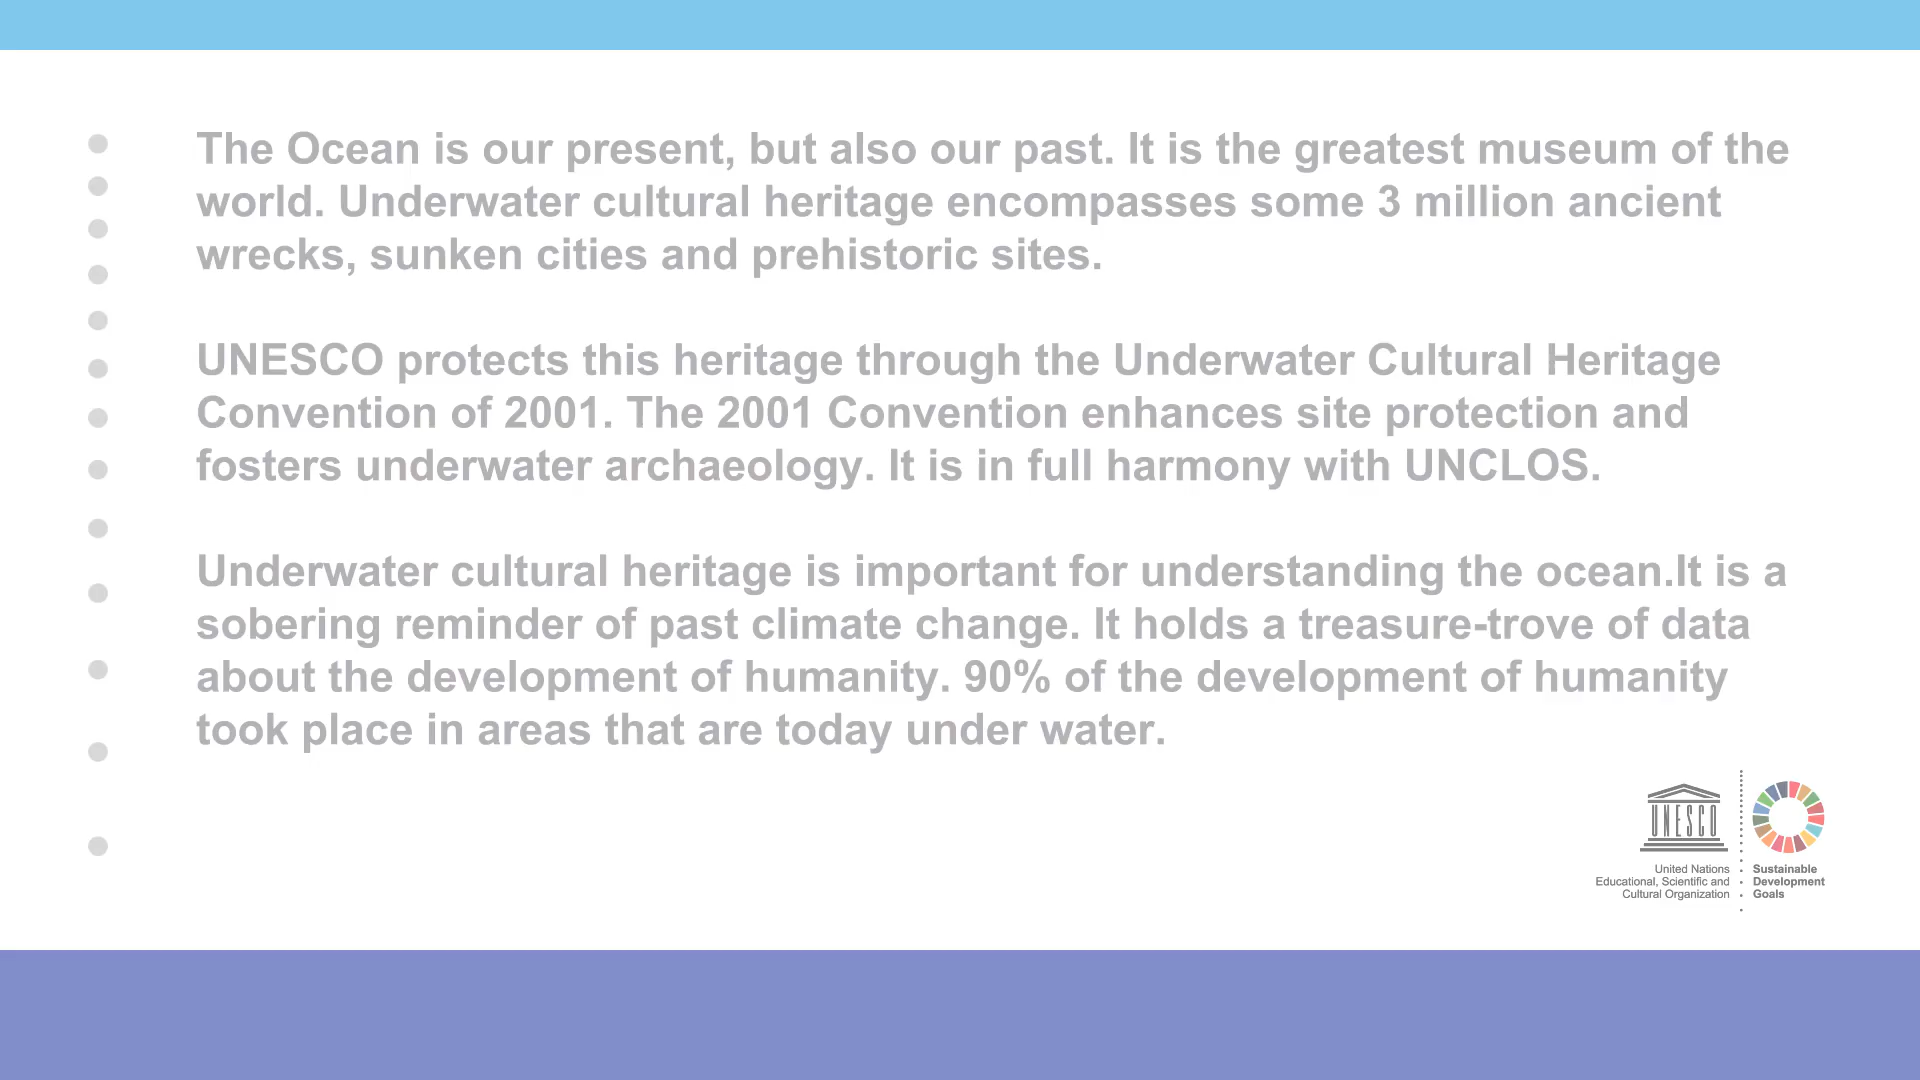 The Ocean is our present, but also our past. It is the greatest museum of the
world. Underwater cultural heritage encompasses some 3 million ancient
wrecks, sunken cities and prehistoric sites.
UNESCO protects this heritage through the Underwater Cultural Heritage
Convention of 2001. The 2001 Convention enhances site protection and
fosters underwater archaeology. It is in full harmony with UNCLOS.
Underwater cultural heritage is important for understanding the ocean.It is a
sobering reminder of past climate change. It holds a treasure-trove of data
about the development of humanity. 90% of the development of humanity
took place in areas that are today under water.
UNESCO
United Nations
Educational, Scientific and
Cultural Organization
Sustainable
Development
Goals